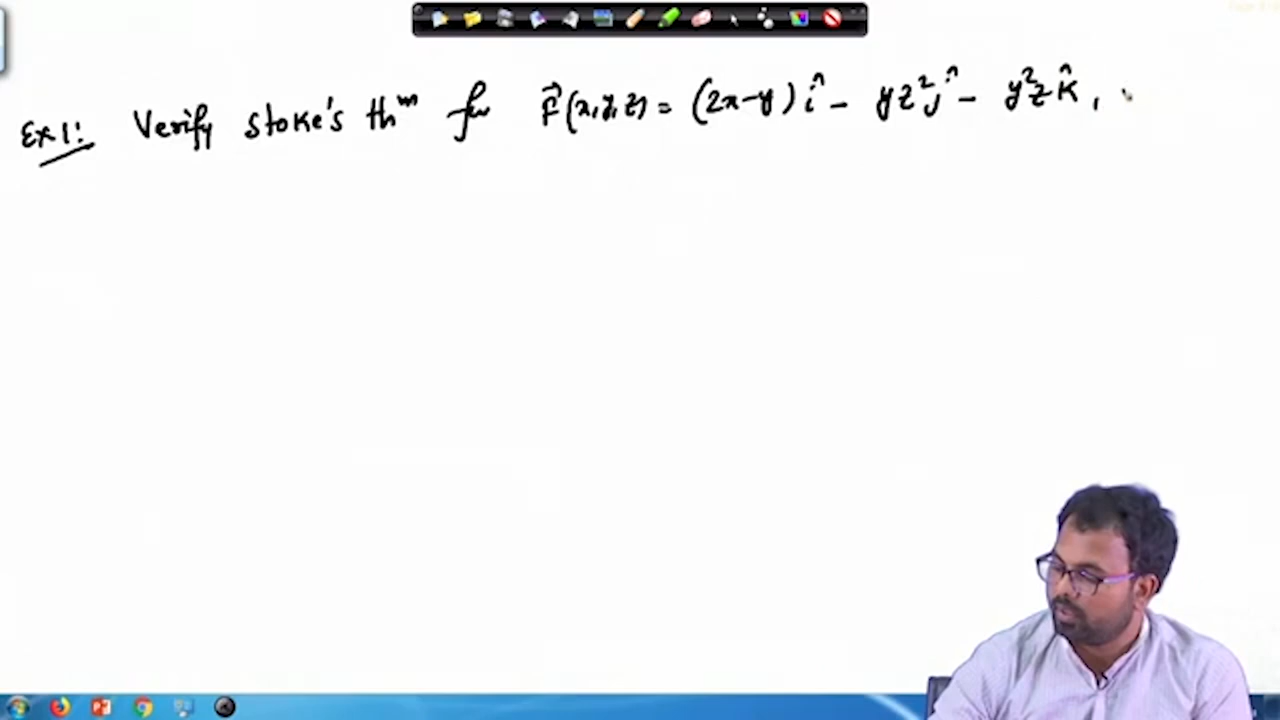 Ex 1: Verify stoke's thᵐ for F⃗(x,y,z) = (2x-y) î - yz² ĵ - y²z k̂ ,